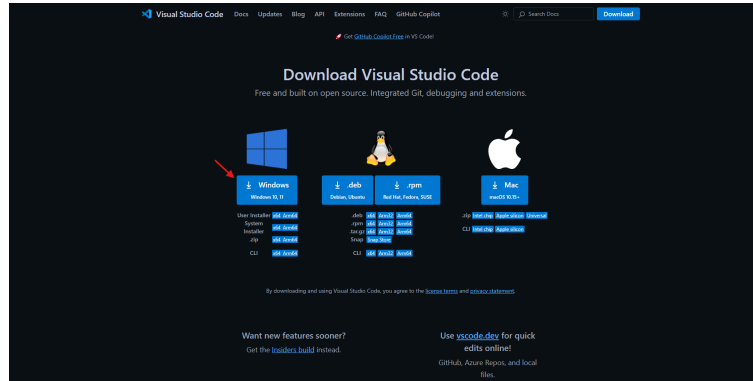 Visual Studio Code Docs Updates Blog API Extensions FAQ GitHub Copilot Search Docs Download
🚀 Get GitHub Copilot Free in VS Code!
Download Visual Studio Code
Free and built on open source. Integrated Git, debugging and extensions.
Windows
Windows 10, 11
.deb
Debian, Ubuntu
.rpm
Red Hat, Fedora, SUSE
Mac
macOS 10.15+
User Installer x64 Arm64
System Installer x64 Arm64
.zip x64 Arm64
CLI x64 Arm64
.deb x64 Arm32 Arm64
.rpm x64 Arm32 Arm64
.tar.gz x64 Arm32 Arm64
Snap Snap Store
CLI x64 Arm32 Arm64
.zip Intel chip Apple silicon Universal
CLI Intel chip Apple silicon
By downloading and using Visual Studio Code, you agree to the license terms and privacy statement.
Want new features sooner?
Get the Insiders build instead.
Use vscode.dev for quick
edits online!
GitHub, Azure Repos, and local
files.